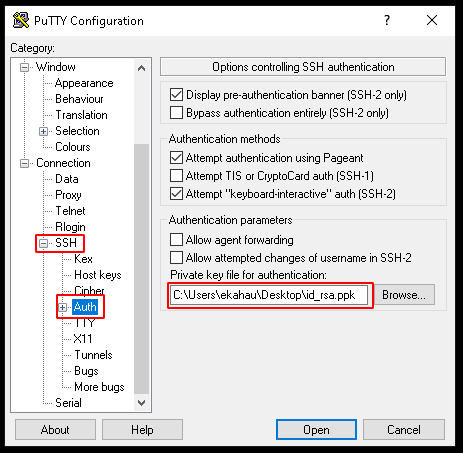 PuTTY Configuration
Category:
Window
Appearance
Behaviour
Translation
Selection
Colours
Connection
Data
Proxy
Telnet
Rlogin
SSH
Kex
Host keys
Cipher
Auth
TTY
X11
Tunnels
Bugs
More bugs
Serial
Options controlling SSH authentication
Display pre-authentication banner (SSH-2 only)
Bypass authentication entirely (SSH-2 only)
Authentication methods
Attempt authentication using Pageant
Attempt TIS or CryptoCard auth (SSH-1)
Attempt "keyboard-interactive" auth (SSH-2)
Authentication parameters
Allow agent forwarding
Allow attempted changes of username in SSH-2
Private key file for authentication:
C:\Users\ekahau\Desktop\id_rsa.ppk
Browse...
About
Help
Open
Cancel